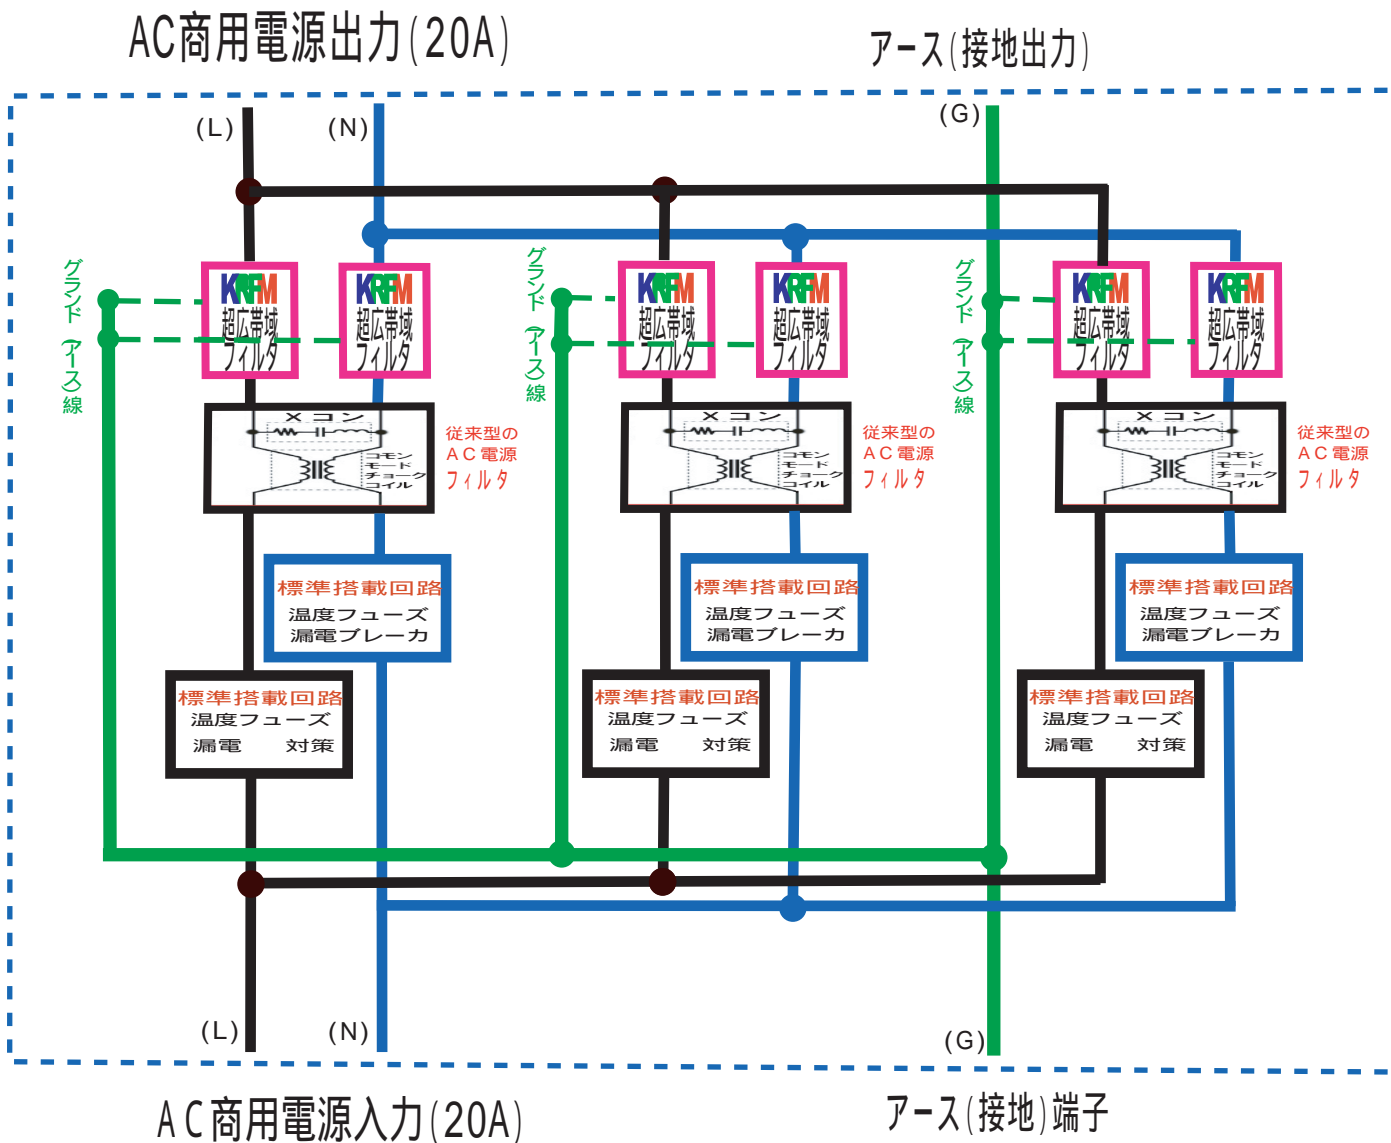 AC商用電源出力(20A)
アース(接地出力)
(L)
(N)
(G)
グランド(アース)線
KRFM
超広帯域
フィルタ
KRFM
超広帯域
フィルタ
グランド(アース)線
KRFM
超広帯域
フィルタ
KRFM
超広帯域
フィルタ
グランド(アース)線
KRFM
超広帯域
フィルタ
KRFM
超広帯域
フィルタ
Xコン
コモン
モード
チョーク
コイル
従来型の
AC電源
フィルタ
Xコン
コモン
モード
チョーク
コイル
従来型の
AC電源
フィルタ
Xコン
コモン
モード
チョーク
コイル
従来型の
AC電源
フィルタ
標準搭載回路
温度フューズ
漏電ブレーカ
標準搭載回路
温度フューズ
漏電ブレーカ
標準搭載回路
温度フューズ
漏電ブレーカ
標準搭載回路
温度フューズ
漏電 対策
標準搭載回路
温度フューズ
漏電 対策
標準搭載回路
温度フューズ
漏電 対策
(L)
(N)
(G)
AC商用電源入力(20A)
アース(接地)端子